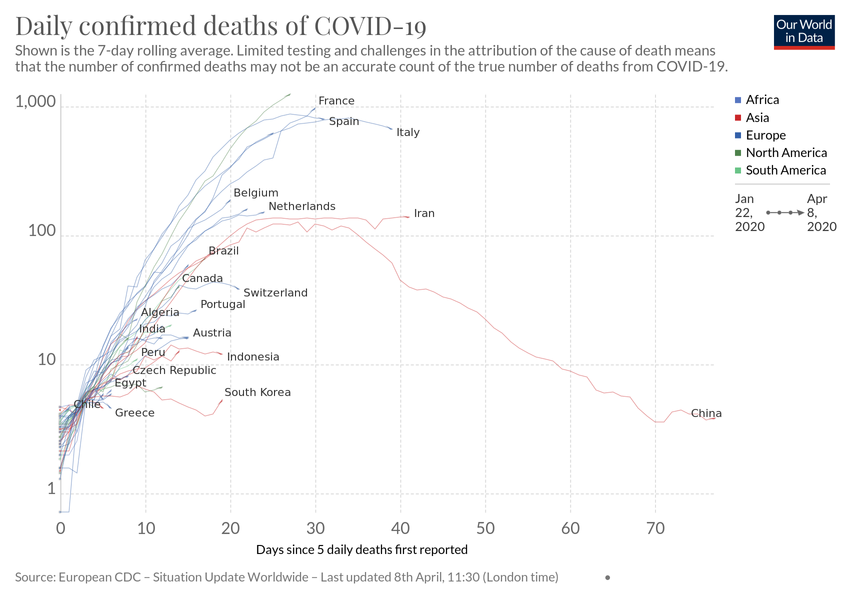 Daily confirmed deaths of COVID-19
Shown is the 7-day rolling average. Limited testing and challenges in the attribution of the cause of death means
that the number of confirmed deaths may not be an accurate count of the true number of deaths from COVID-19.
Our World
in Data
1,000
100
10
1
France
Spain
Italy
Belgium
Netherlands
Iran
Brazil
Canada
Switzerland
Algeria
Portugal
India
Austria
Peru
Indonesia
Czech Republic
Egypt
South Korea
Chile
Greece
China
Africa
Asia
Europe
North America
South America
Jan
22,
2020
Apr
8,
2020
0 10 20 30 40 50 60 70
Days since 5 daily deaths first reported
Source: European CDC – Situation Update Worldwide – Last updated 8th April, 11:30 (London time)